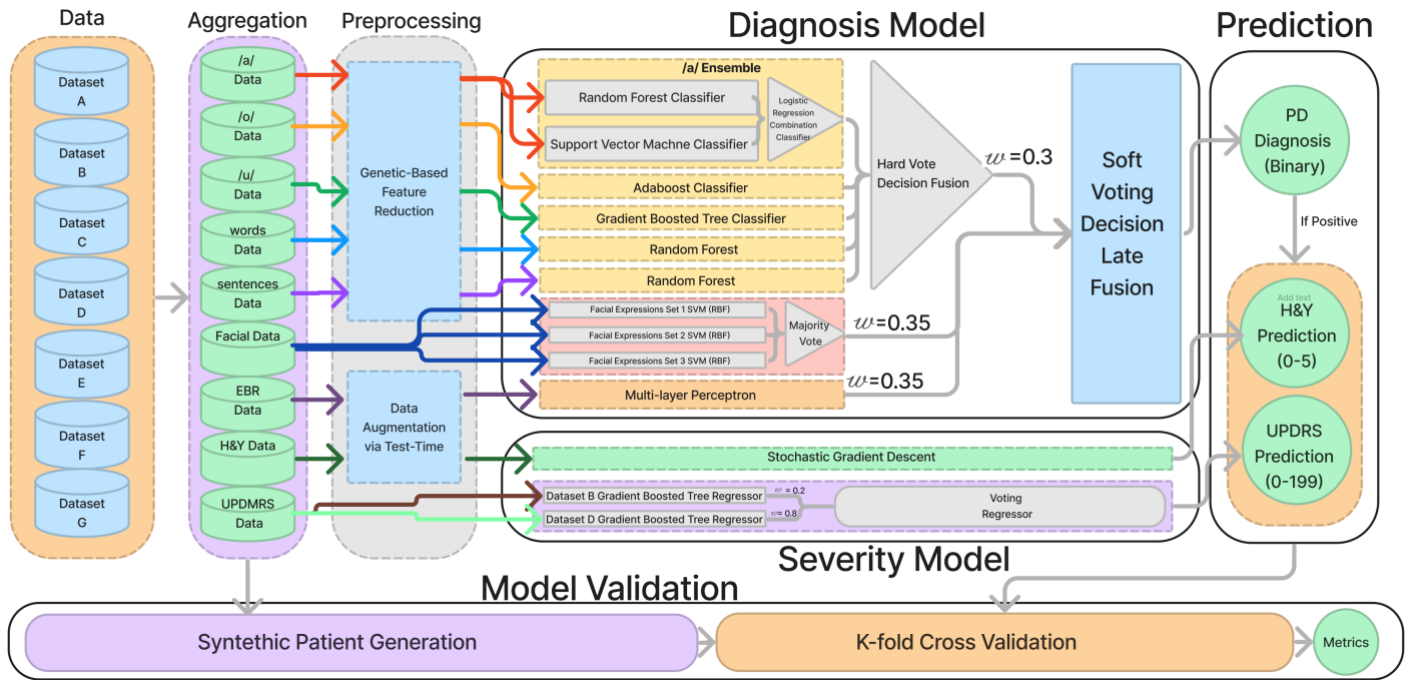 Data
Aggregation
Preprocessing
Diagnosis Model
Prediction
Dataset
A
Dataset
B
Dataset
C
Dataset
D
Dataset
E
Dataset
F
Dataset
G
/a/
Data
/o/
Data
/u/
Data
words
Data
sentences
Data
Facial Data
EBR
Data
H&Y Data
UPDMRS
Data
Genetic-Based
Feature
Reduction
Data
Augmentation
via Test-Time
/a/ Ensemble
Random Forest Classifier
Support Vector Machne Classifier
Logistic
Regression
Combination
Classifier
Adaboost Classifier
Gradient Boosted Tree Classifier
Random Forest
Random Forest
Facial Expressions Set 1 SVM (RBF)
Facial Expressions Set 2 SVM (RBF)
Facial Expressions Set 3 SVM (RBF)
Majority
Vote
Multi-layer Perceptron
Hard Vote
Decision Fusion
w=0.3
w=0.35
w=0.35
Soft
Voting
Decision
Late
Fusion
PD
Diagnosis
(Binary)
If Positive
Add text
H&Y
Prediction
(0-5)
UPDRS
Prediction
(0-199)
Stochastic Gradient Descent
Dataset B Gradient Boosted Tree Regressor
w = 0.2
Dataset D Gradient Boosted Tree Regressor
w= 0.8
Voting
Regressor
Severity Model
Model Validation
Syntethic Patient Generation
K-fold Cross Validation
Metrics